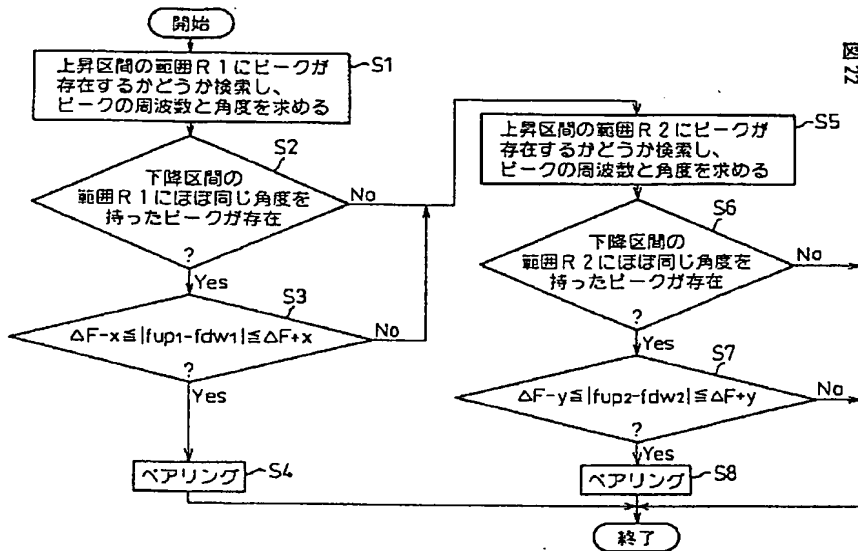 図22
開始
上昇区間の範囲R1にピークが
存在するかどうか検索し、
ピークの周波数と角度を求める
S1
S2
下降区間の
範囲R1にほぼ同じ角度を
持ったピークが存在
?
No
Yes
S3
△F-x≦|fup1-fdw1|≦△F+x
?
No
Yes
ペアリング
S4
上昇区間の範囲R2にピークが
存在するかどうか検索し、
ピークの周波数と角度を求める
S5
S6
下降区間の
範囲R2にほぼ同じ角度を
持ったピークが存在
?
No
Yes
S7
△F-y≦|fup2-fdw2|≦△F+y
?
No
Yes
ペアリング
S8
終了